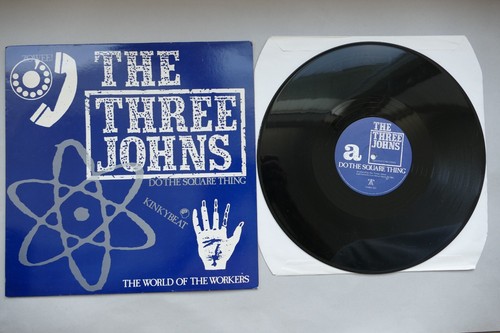 THE
THREE
JOHNS
DO THE SQUARE THING
KINKYBEAT
THE WORLD OF THE WORKERS
THE
THREE
JOHNS
a
DO THE SQUARE THING